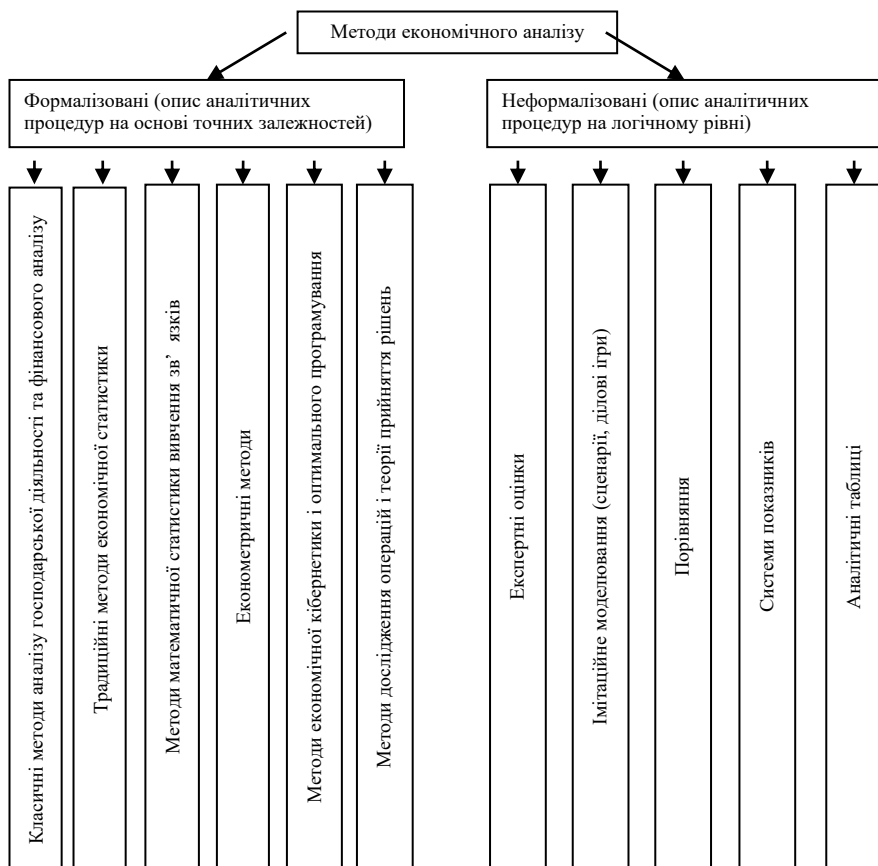 Методи економічного аналізу
Формалізовані (опис аналітичних
процедур на основі точних залежностей)
Неформалізовані (опис аналітичних
процедур на логічному рівні)
Класичні методи аналізу господарської діяльності та фінансового аналізу
Традиційні методи економічної статистики
Методи математичної статистики вивчення зв’ язків
Економетричні методи
Методи економічної кібернетики і оптимального програмування
Методи дослідження операцій і теорії прийняття рішень
Експертні оцінки
Імітаційне моделювання (сценарії, ділові ігри)
Порівняння
Системи показників
Аналітичні таблиці